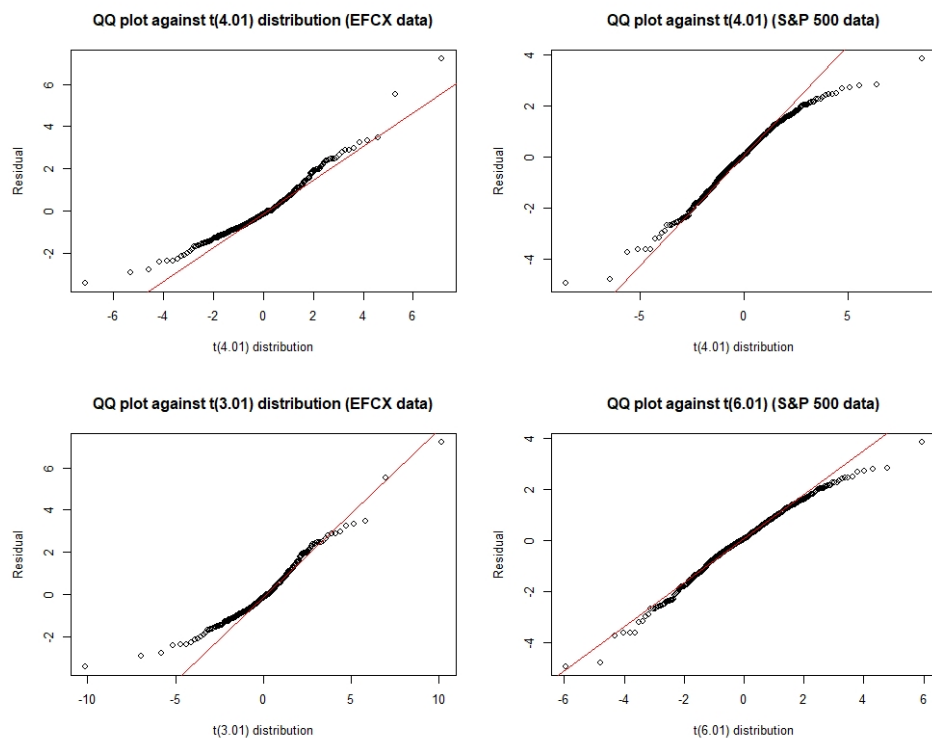 QQ plot against t(4.01) distribution (EFCX data)
Residual
6
4
2
0
-2
-6 -4 -2 0 2 4 6
t(4.01) distribution
QQ plot against t(4.01) (S&P 500 data)
Residual
4
2
0
-2
-4
-5 0 5
t(4.01) distribution
QQ plot against t(3.01) distribution (EFCX data)
Residual
6
4
2
0
-2
-10 -5 0 5 10
t(3.01) distribution
QQ plot against t(6.01) (S&P 500 data)
Residual
4
2
0
-2
-4
-6 -4 -2 0 2 4 6
t(6.01) distribution